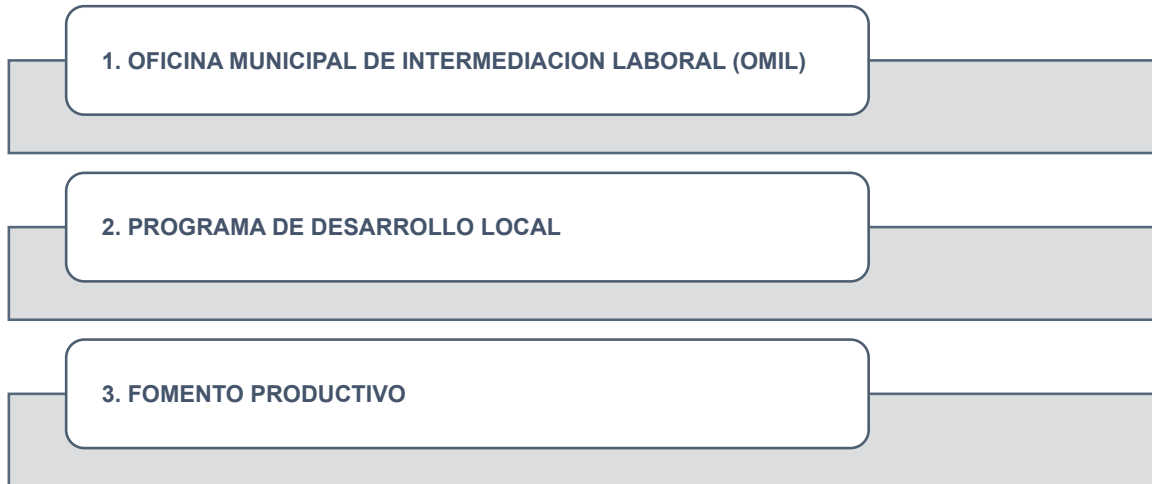 1. OFICINA MUNICIPAL DE INTERMEDIACION LABORAL (OMIL)
2. PROGRAMA DE DESARROLLO LOCAL
3. FOMENTO PRODUCTIVO